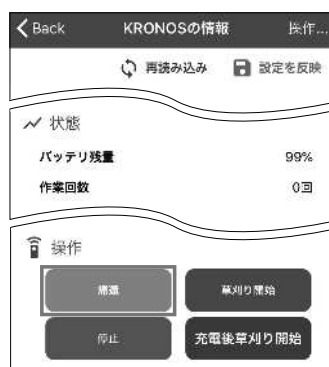 Back KRONOSの情報 操作...
再読み込み 設定を反映
状態
バッテリ残量 99%
作業回数 0回
操作
帰還 草刈り開始
停止 充電後草刈り開始